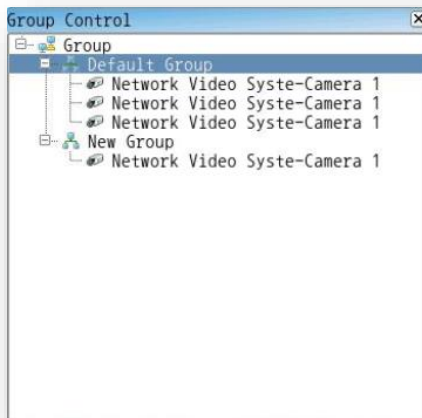 Group Control
Group
Default Group
Network Video Syste-Camera 1
Network Video Syste-Camera 1
Network Video Syste-Camera 1
New Group
Network Video Syste-Camera 1